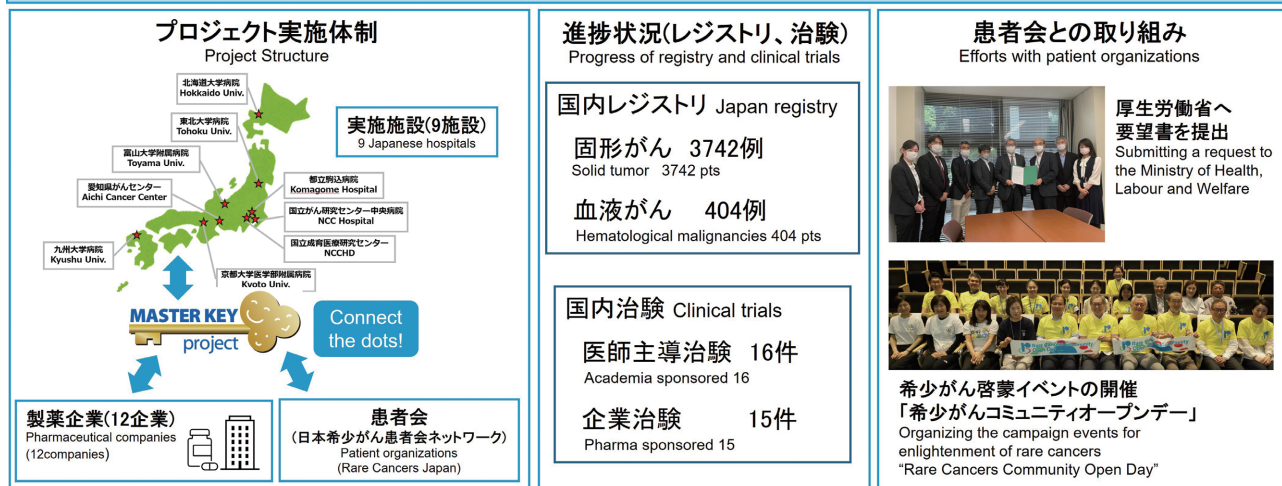 プロジェクト実施体制
Project Structure
北海道大学病院
Hokkaido Univ.
東北大学病院
Tohoku Univ.
富山大学附属病院
Toyama Univ.
愛知県がんセンター
Aichi Cancer Center
九州大学病院
Kyushu Univ.
実施施設(9施設)
9 Japanese hospitals
都立駒込病院
Komagome Hospital
国立がん研究センター中央病院
NCC Hospital
国立成育医療研究センター
NCCHD
京都大学医学部附属病院
Kyoto Univ.
MASTER KEY
project
Connect
the dots!
製薬企業(12企業)
Pharmaceutical companies
(12companies)
患者会
(日本希少がん患者会ネットワーク)
Patient organizations
(Rare Cancers Japan)
進捗状況(レジストリ、治験)
Progress of registry and clinical trials
国内レジストリ Japan registry
固形がん 3742例
Solid tumor 3742 pts
血液がん 404例
Hematological malignancies 404 pts
国内治験 Clinical trials
医師主導治験 16件
Academia sponsored 16
企業治験 15件
Pharma sponsored 15
患者会との取り組み
Efforts with patient organizations
厚生労働省へ
要望書を提出
Submitting a request to
the Ministry of Health,
Labour and Welfare
希少がん啓蒙イベントの開催
「希少がんコミュニティオープンデー」
Organizing the campaign events for
enlightenment of rare cancers
“Rare Cancers Community Open Day”